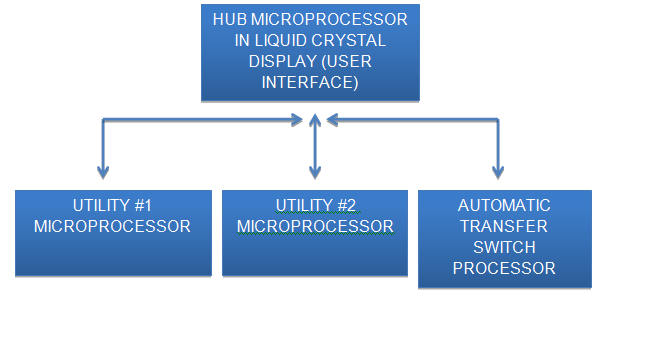 HUB MICROPROCESSOR
IN LIQUID CRYSTAL
DISPLAY (USER
INTERFACE)
UTILITY #1
MICROPROCESSOR
UTILITY #2
MICROPROCESSOR
AUTOMATIC
TRANSFER
SWITCH
PROCESSOR